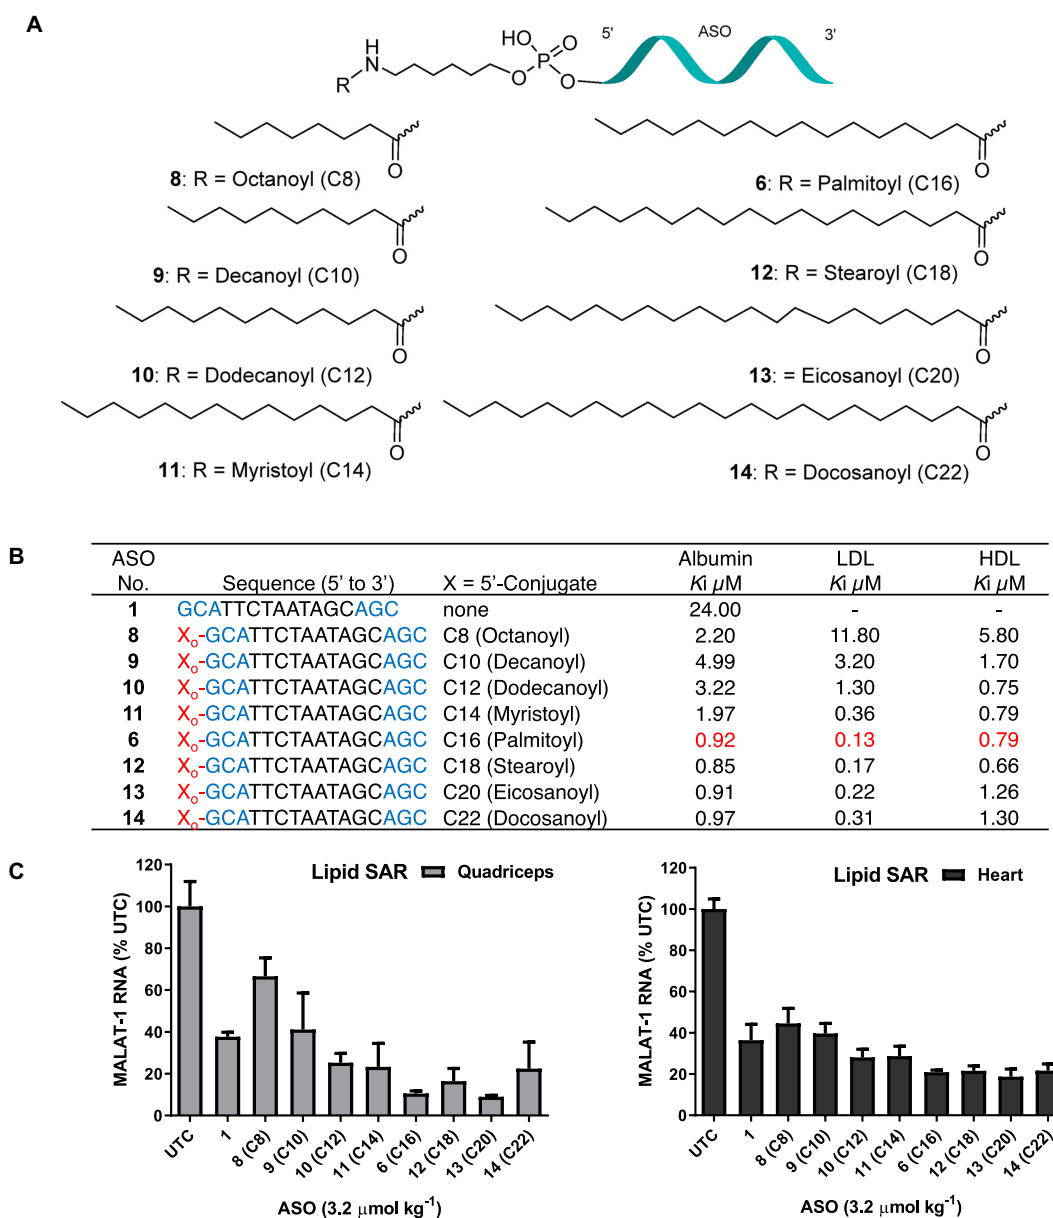 A
5' ASO 3'
HO O
H
N P
R O O
O O
8: R = Octanoyl (C8) 6: R = Palmitoyl (C16)
O O
9: R = Decanoyl (C10) 12: R = Stearoyl (C18)
O O
10: R = Dodecanoyl (C12) 13: = Eicosanoyl (C20)
O O
11: R = Myristoyl (C14) 14: R = Docosanoyl (C22)
B
ASO Albumin LDL HDL
No. Sequence (5' to 3') X = 5'-Conjugate Ki µM Ki µM Ki µM
1 GCATTCTAATAGCAGC none 24.00 - -
8 Xo-GCATTCTAATAGCAGC C8 (Octanoyl) 2.20 11.80 5.80
9 Xo-GCATTCTAATAGCAGC C10 (Decanoyl) 4.99 3.20 1.70
10 Xo-GCATTCTAATAGCAGC C12 (Dodecanoyl) 3.22 1.30 0.75
11 Xo-GCATTCTAATAGCAGC C14 (Myristoyl) 1.97 0.36 0.79
6 Xo-GCATTCTAATAGCAGC C16 (Palmitoyl) 0.92 0.13 0.79
12 Xo-GCATTCTAATAGCAGC C18 (Stearoyl) 0.85 0.17 0.66
13 Xo-GCATTCTAATAGCAGC C20 (Eicosanoyl) 0.91 0.22 1.26
14 Xo-GCATTCTAATAGCAGC C22 (Docosanoyl) 0.97 0.31 1.30
C
Lipid SAR Quadriceps
MALAT-1 RNA (% UTC)
120
100
80
60
40
20
0
UTC 1 8 (C8) 9 (C10) 10 (C12) 11 (C14) 6 (C16) 12 (C18) 13 (C20) 14 (C22)
ASO (3.2 µmol kg-1)
Lipid SAR Heart
MALAT-1 RNA (% UTC)
120
100
80
60
40
20
0
UTC 1 8 (C8) 9 (C10) 10 (C12) 11 (C14) 6 (C16) 12 (C18) 13 (C20) 14 (C22)
ASO (3.2 µmol kg-1)